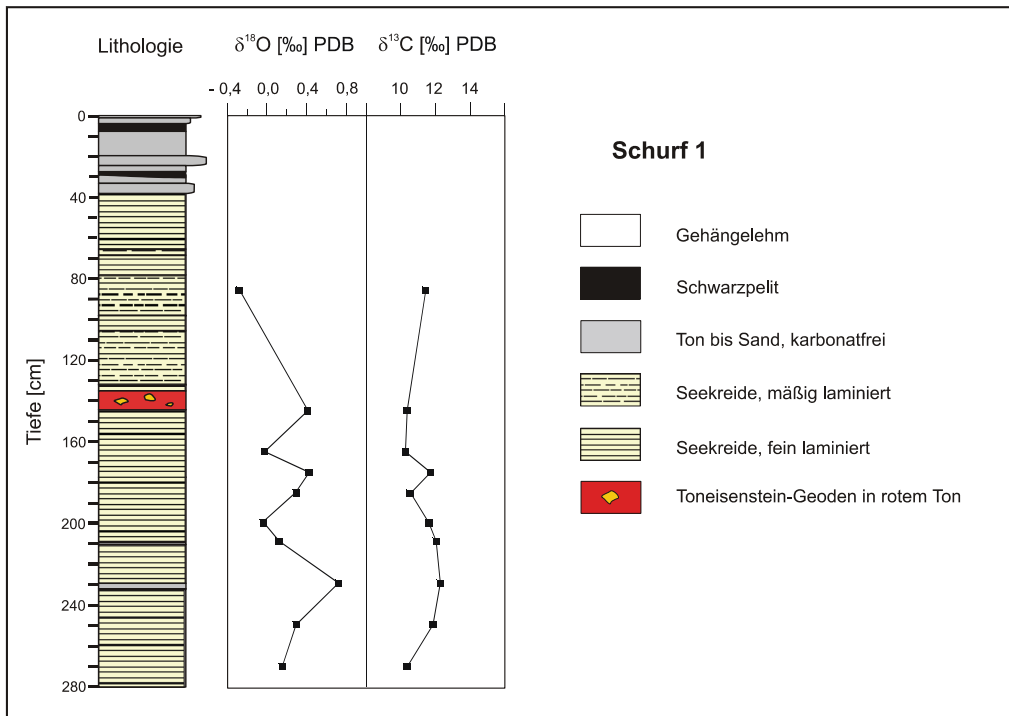 Lithologie
δ18O [‰] PDB
δ13C [‰] PDB
- 0,4 0,0 0,4 0,8
10 12 14
Schurf 1
Tiefe [cm]
0
40
80
120
160
200
240
280
Gehängelehm
Schwarzpelit
Ton bis Sand, karbonatfrei
Seekreide, mäßig laminiert
Seekreide, fein laminiert
Toneisenstein-Geoden in rotem Ton